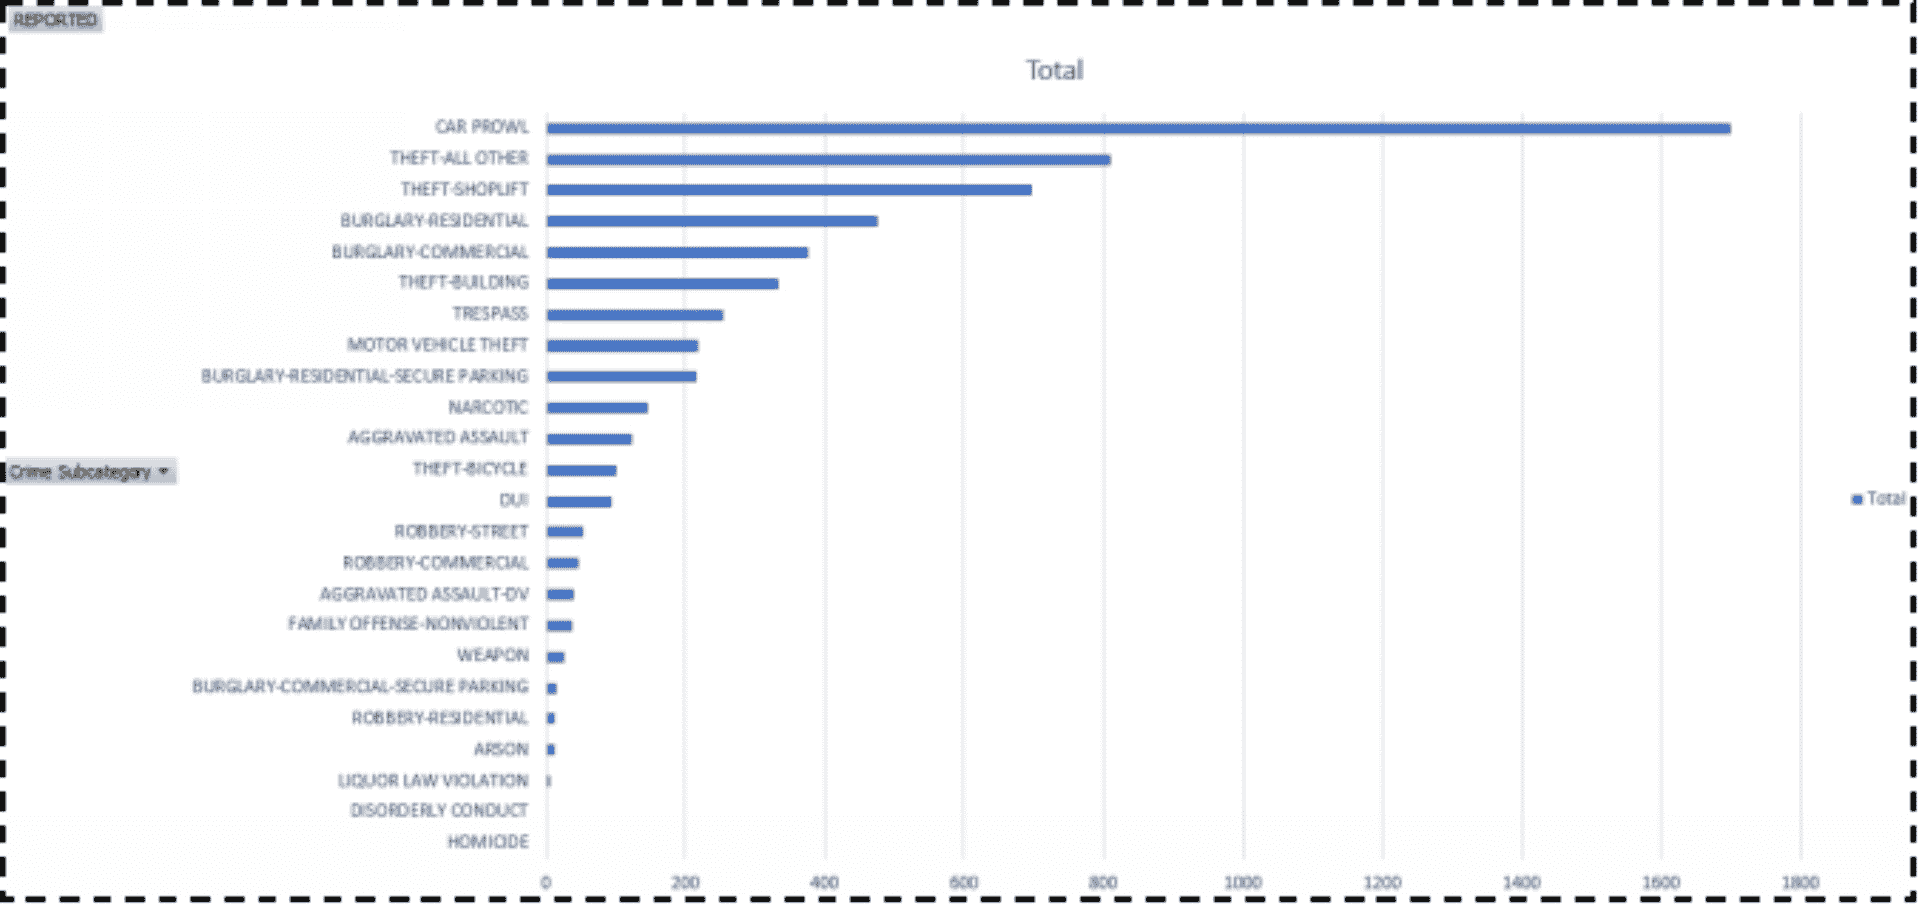 REPORTED
Total
CAR PROWL
THEFT-ALL OTHER
THEFT-SHOPLIFT
BURGLARY-RESIDENTIAL
BURGLARY-COMMERCIAL
THEFT-BUILDING
TRESPASS
MOTOR VEHICLE THEFT
BURGLARY-RESIDENTIAL-SECURE PARKING
NARCOTIC
AGGRAVATED ASSAULT
Crime Subcategory
THEFT-BICYCLE
DUI
Total
ROBBERY-STREET
ROBBERY-COMMERCIAL
AGGRAVATED ASSAULT-DV
FAMILY OFFENSE-NONVIOLENT
WEAPON
BURGLARY-COMMERCIAL-SECURE PARKING
ROBBERY-RESIDENTIAL
ARSON
LIQUOR LAW VIOLATION
DISORDERLY CONDUCT
HOMICIDE
0 200 400 600 800 1000 1200 1400 1600 1800